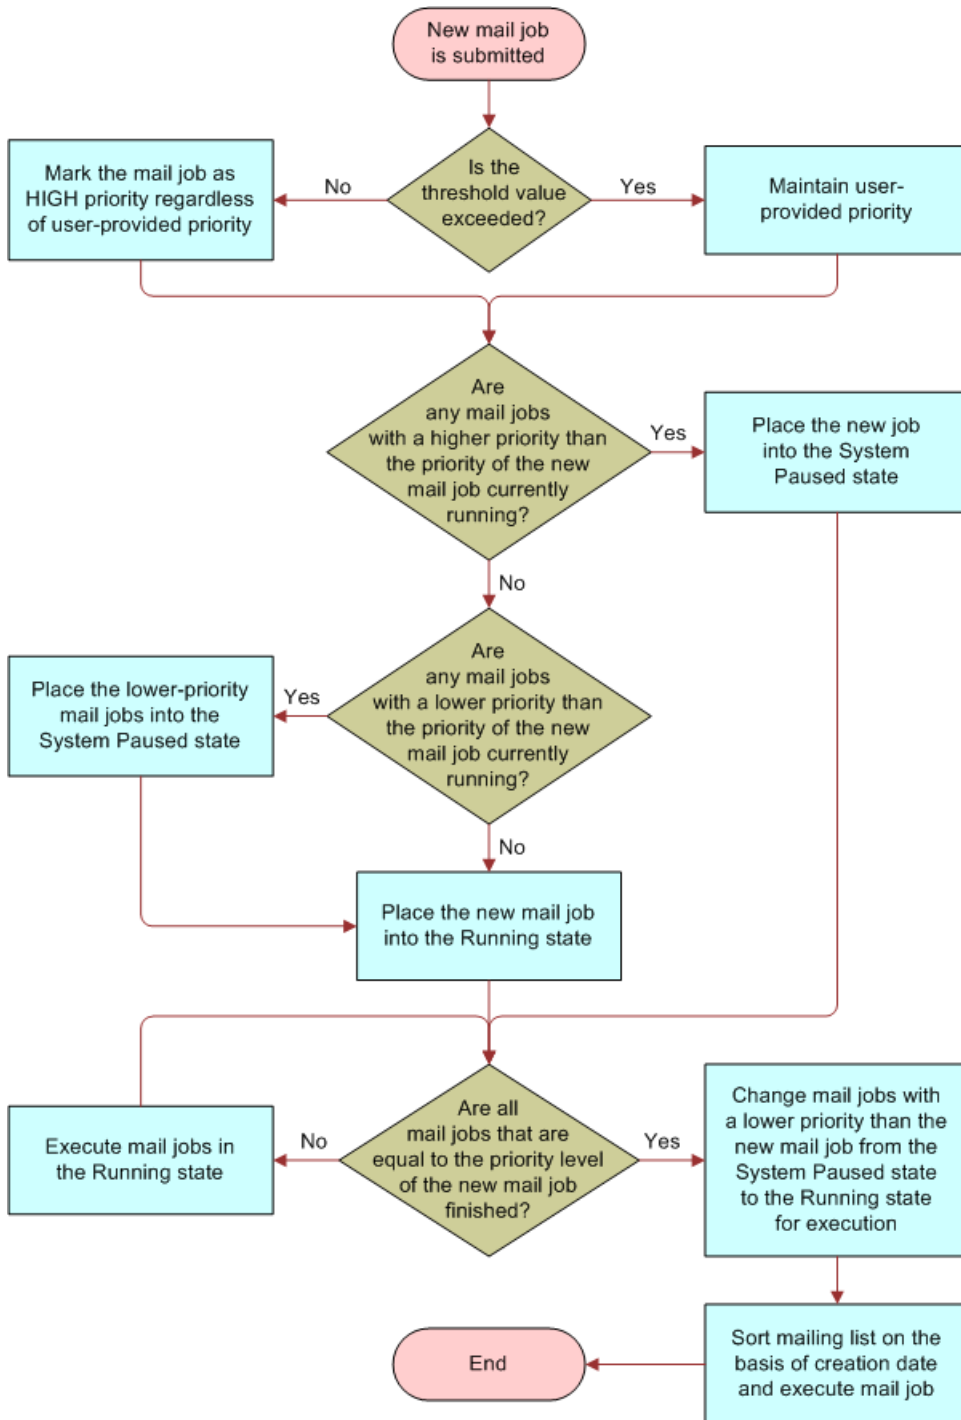 New mail job
is submitted
Is the
threshold value
exceeded?
No
Yes
Mark the mail job as
HIGH priority regardless
of user-provided priority
Maintain user-
provided priority
Are
any mail jobs
with a higher priority than
the priority of the new
mail job currently
running?
Yes
Place the new job
into the System
Paused state
No
Are
any mail jobs
with a lower priority than
the priority of the new
mail job currently
running?
Yes
Place the lower-priority
mail jobs into the
System Paused state
No
Place the new mail job
into the Running state
Are all
mail jobs that are
equal to the priority level
of the new mail job
finished?
No
Execute mail jobs in
the Running state
Yes
Change mail jobs with
a lower priority than the
new mail job from the
System Paused state
to the Running state
for execution
Sort mailing list on the
basis of creation date
and execute mail job
End